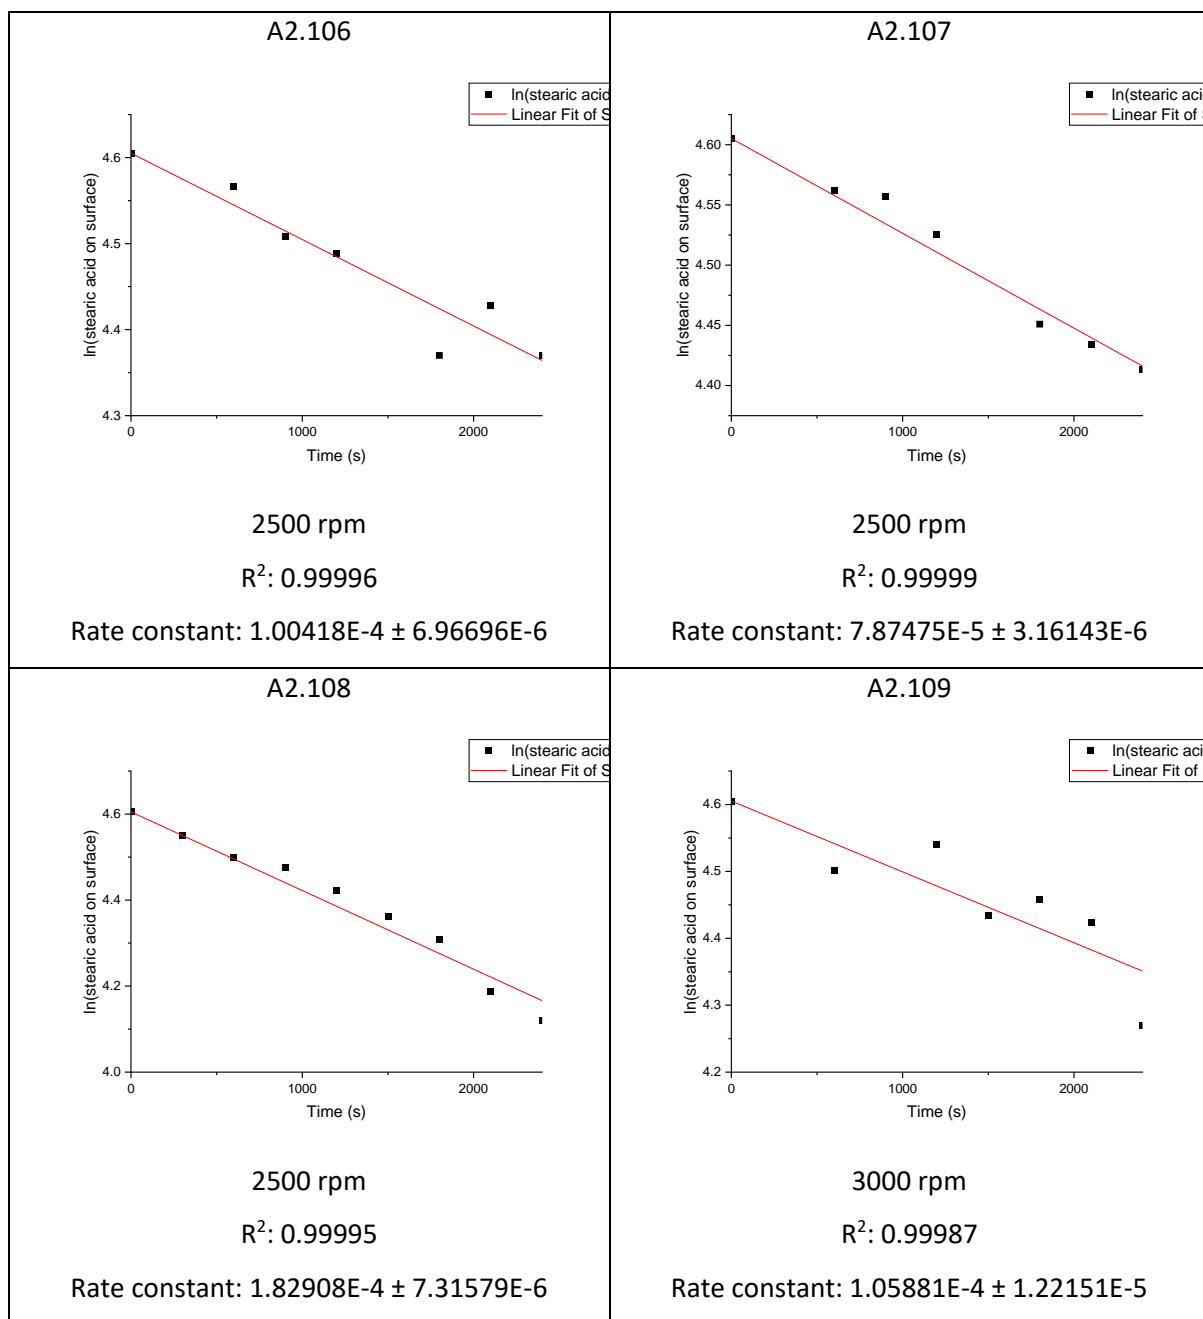 A2.106
ln(stearic acid
Linear Fit of S
ln(stearic acid on surface)
4.6
4.5
4.4
4.3
0
1000
2000
Time (s)
2500 rpm
R²: 0.99996
Rate constant: 1.00418E-4 ± 6.96696E-6
A2.107
ln(stearic aci
Linear Fit of
ln(stearic acid on surface)
4.60
4.55
4.50
4.45
4.40
0
1000
2000
Time (s)
2500 rpm
R²: 0.99999
Rate constant: 7.87475E-5 ± 3.16143E-6
A2.108
ln(stearic acid
Linear Fit of S
ln(stearic acid on surface)
4.6
4.4
4.2
4.0
0
1000
2000
Time (s)
2500 rpm
R²: 0.99995
Rate constant: 1.82908E-4 ± 7.31579E-6
A2.109
ln(stearic aci
Linear Fit of
ln(stearic acid on surface)
4.6
4.5
4.4
4.3
4.2
0
1000
2000
Time (s)
3000 rpm
R²: 0.99987
Rate constant: 1.05881E-4 ± 1.22151E-5